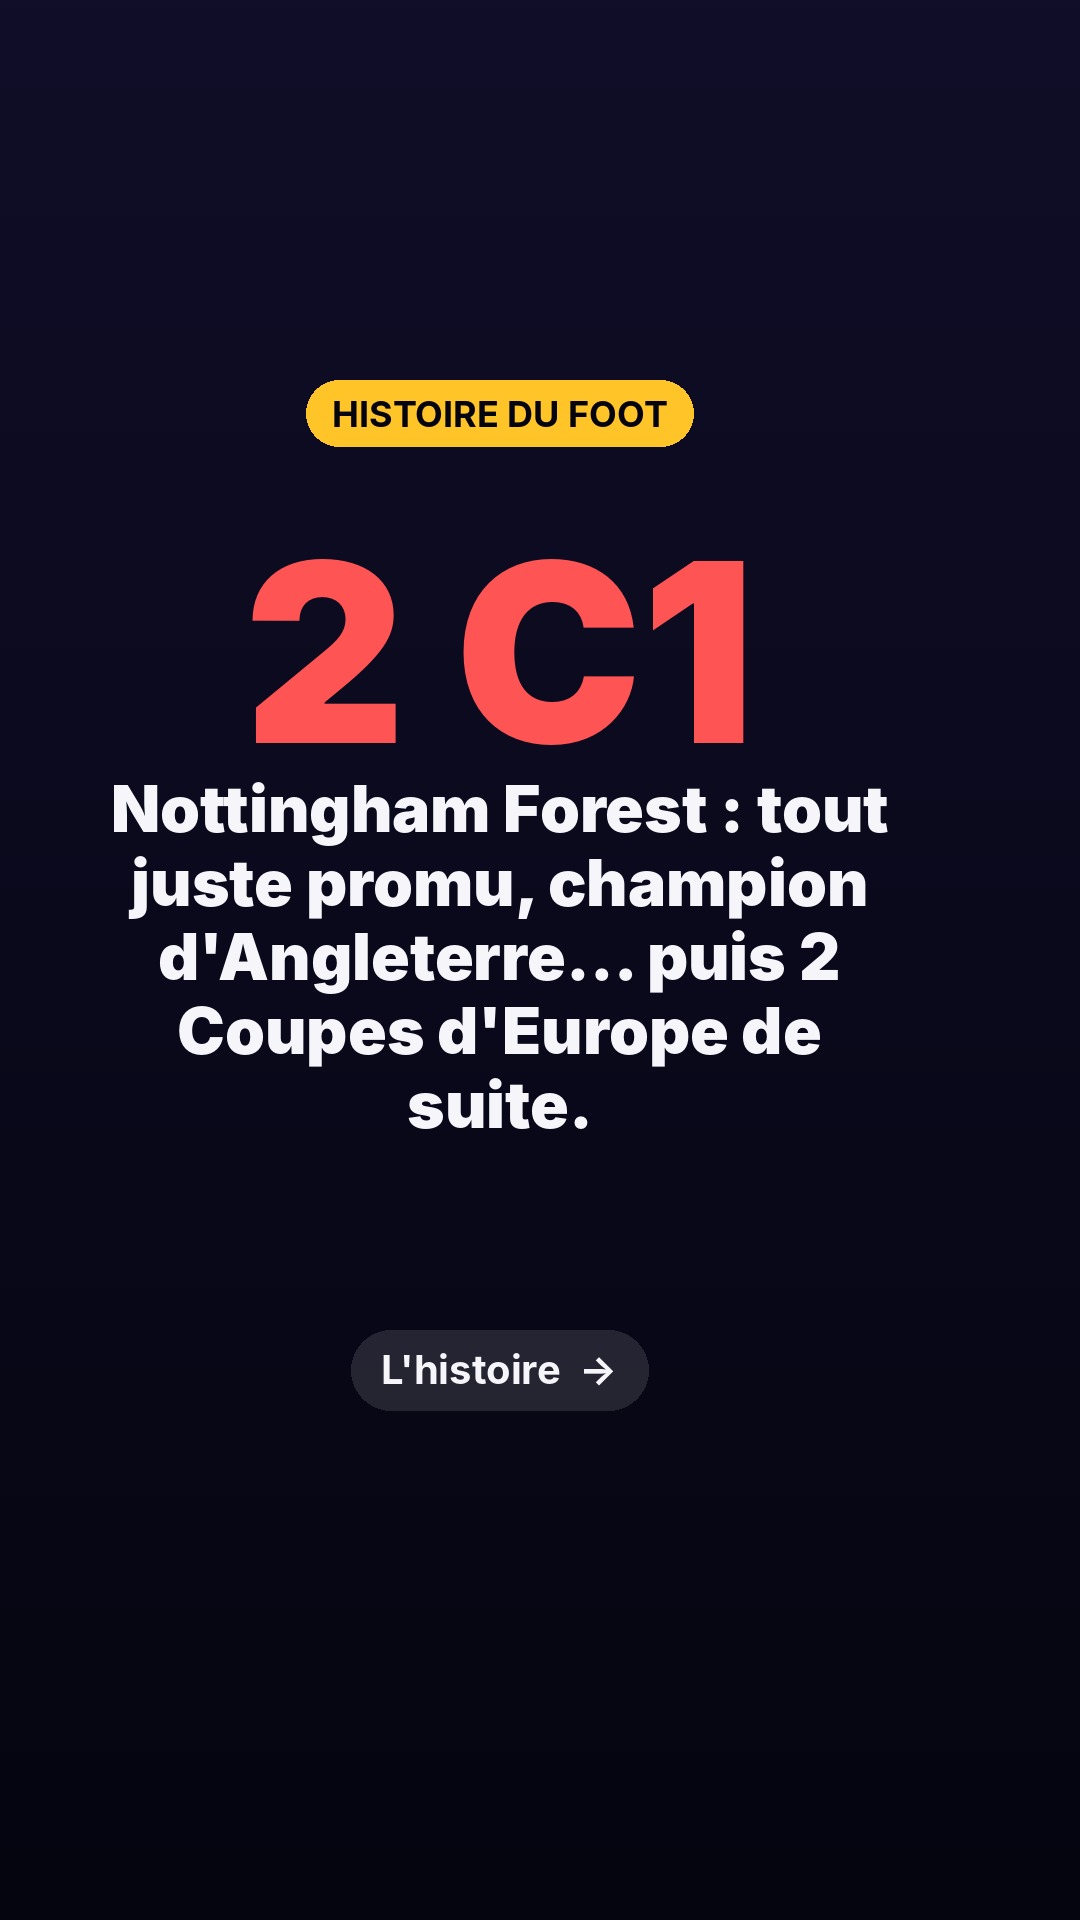 HISTOIRE DU FOOT
2 C1
Nottingham Forest : tout
juste promu, champion
d'Angleterre... puis 2
Coupes d'Europe de
suite.
L'histoire →